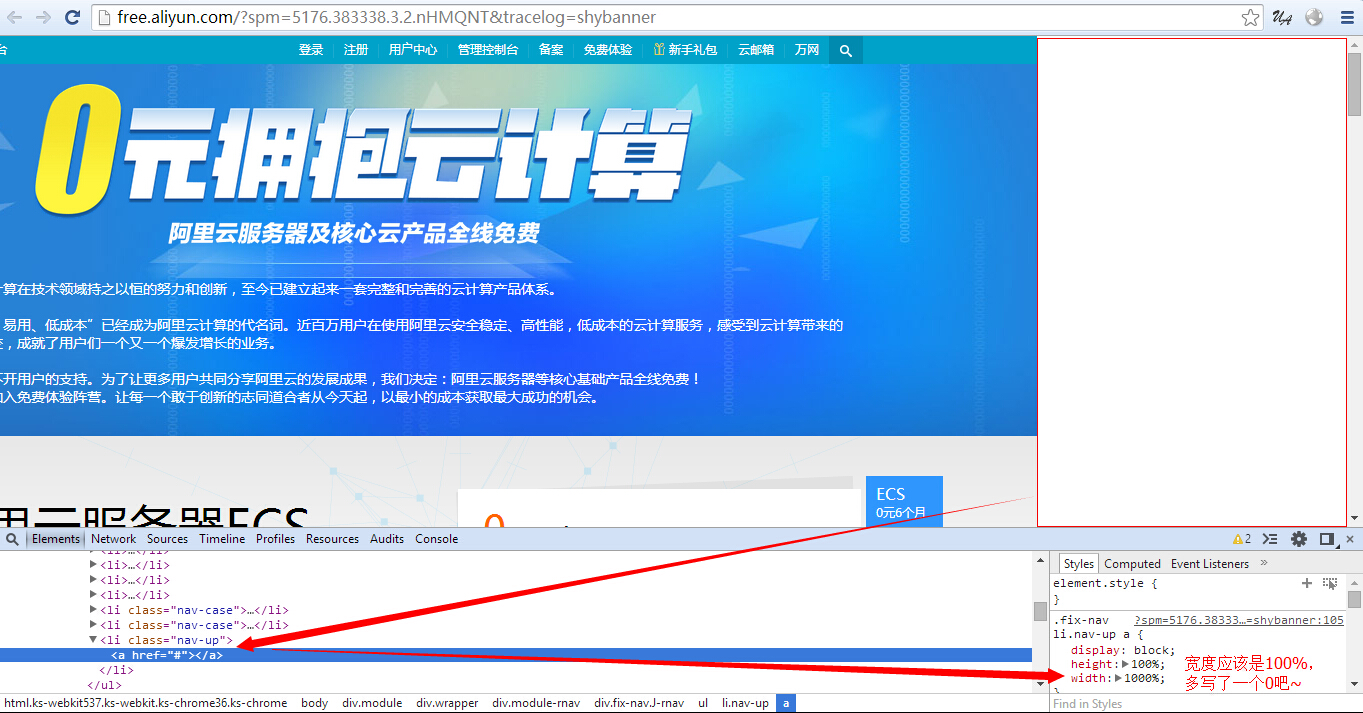 free.aliyun.com/?spm=5176.383338.3.2.nHMQNT&tracelog=shybanner
台 登录 注册 用户中心 管理控制台 备案 免费体验 新手礼包 云邮箱 万网
0元拥抱云计算
阿里云服务器及核心云产品全线免费
计算在技术领域持之以恒的努力和创新，至今已建立起来一套完整和完善的云计算产品体系。
易用、低成本”已经成为阿里云计算的代名词。近百万用户在使用阿里云安全稳定、高性能，低成本的云计算服务，感受到云计算带来的
，成就了用户们一个又一个爆发增长的业务。
不开用户的支持。为了让更多用户共同分享阿里云的发展成果，我们决定：阿里云服务器等核心基础产品全线免费！
加入免费体验阵营。让每一个敢于创新的志同道合者从今天起，以最小的成本获取最大成功的机会。
里云服务器ECS
0
ECS
0元6个月
Elements Network Sources Timeline Profiles Resources Audits Console 2
<li>…</li>
<li>…</li>
<li>…</li>
<li>…</li>
<li class="nav-case">…</li>
<li class="nav-case">…</li>
<li class="nav-up">
<a href="#"></a>
</li>
</ul>
html.ks-webkit537.ks-webkit.ks-chrome36.ks-chrome body div.module div.wrapper div.module-rnav div.fix-nav.J-rnav ul li.nav-up a
Styles Computed Event Listeners »
element.style {
}
.fix-nav ?spm=5176.38333…=shybanner:105
li.nav-up a {
display: block;
height: 100%;
width: 1000%;
}
宽度应该是100%，
多写了一个0吧~
Find in Styles